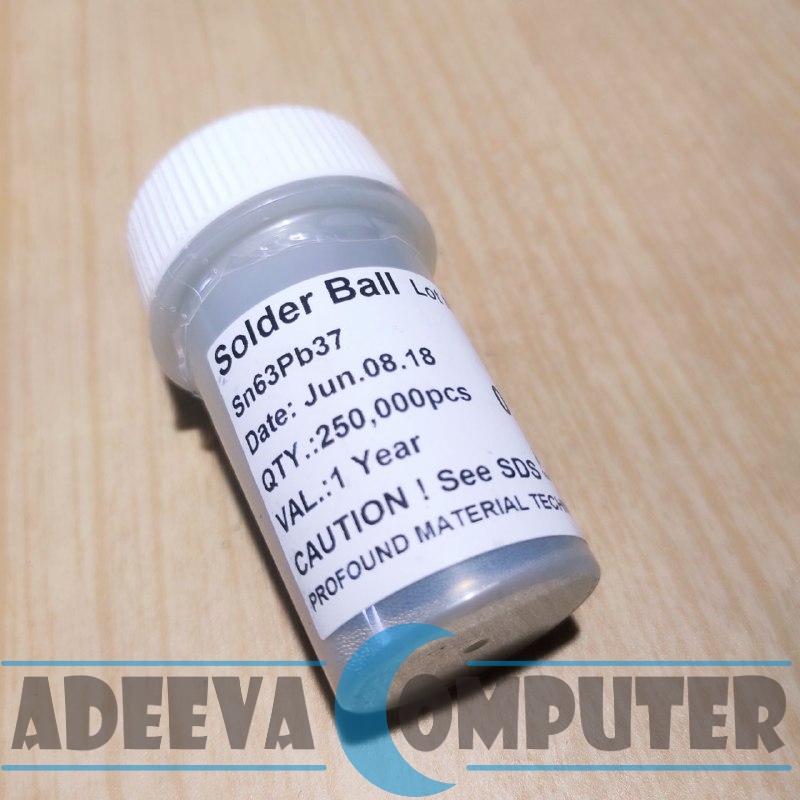 Solder Ball Lot
Sn63Pb37
Date: Jun.08.18
QTY.:250,000pcs
VAL.:1 Year
CAUTION ! See SDS
PROFOUND MATERIAL
ADEEVA COMPUTER